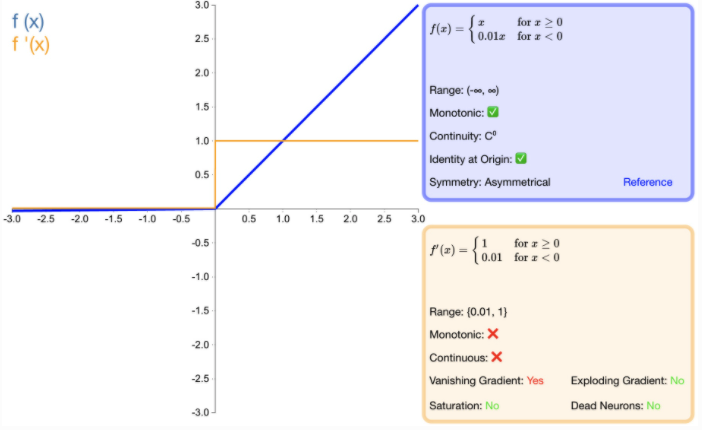 f (x)
f '(x)
3.0
2.5
2.0
1.5
1.0
0.5
-3.0 -2.5 -2.0 -1.5 -1.0 -0.5 0.5 1.0 1.5 2.0 2.5 3.0
-0.5
-1.0
-1.5
-2.0
-2.5
-3.0
f(x) = { x for x ≥ 0
0.01x for x < 0
Range: (-∞, ∞)
Monotonic: ✅
Continuity: C⁰
Identity at Origin: ✅
Symmetry: Asymmetrical Reference
f′(x) = { 1 for x ≥ 0
0.01 for x < 0
Range: {0.01, 1}
Monotonic: ❌
Continuous: ❌
Vanishing Gradient: Yes Exploding Gradient: No
Saturation: No Dead Neurons: No